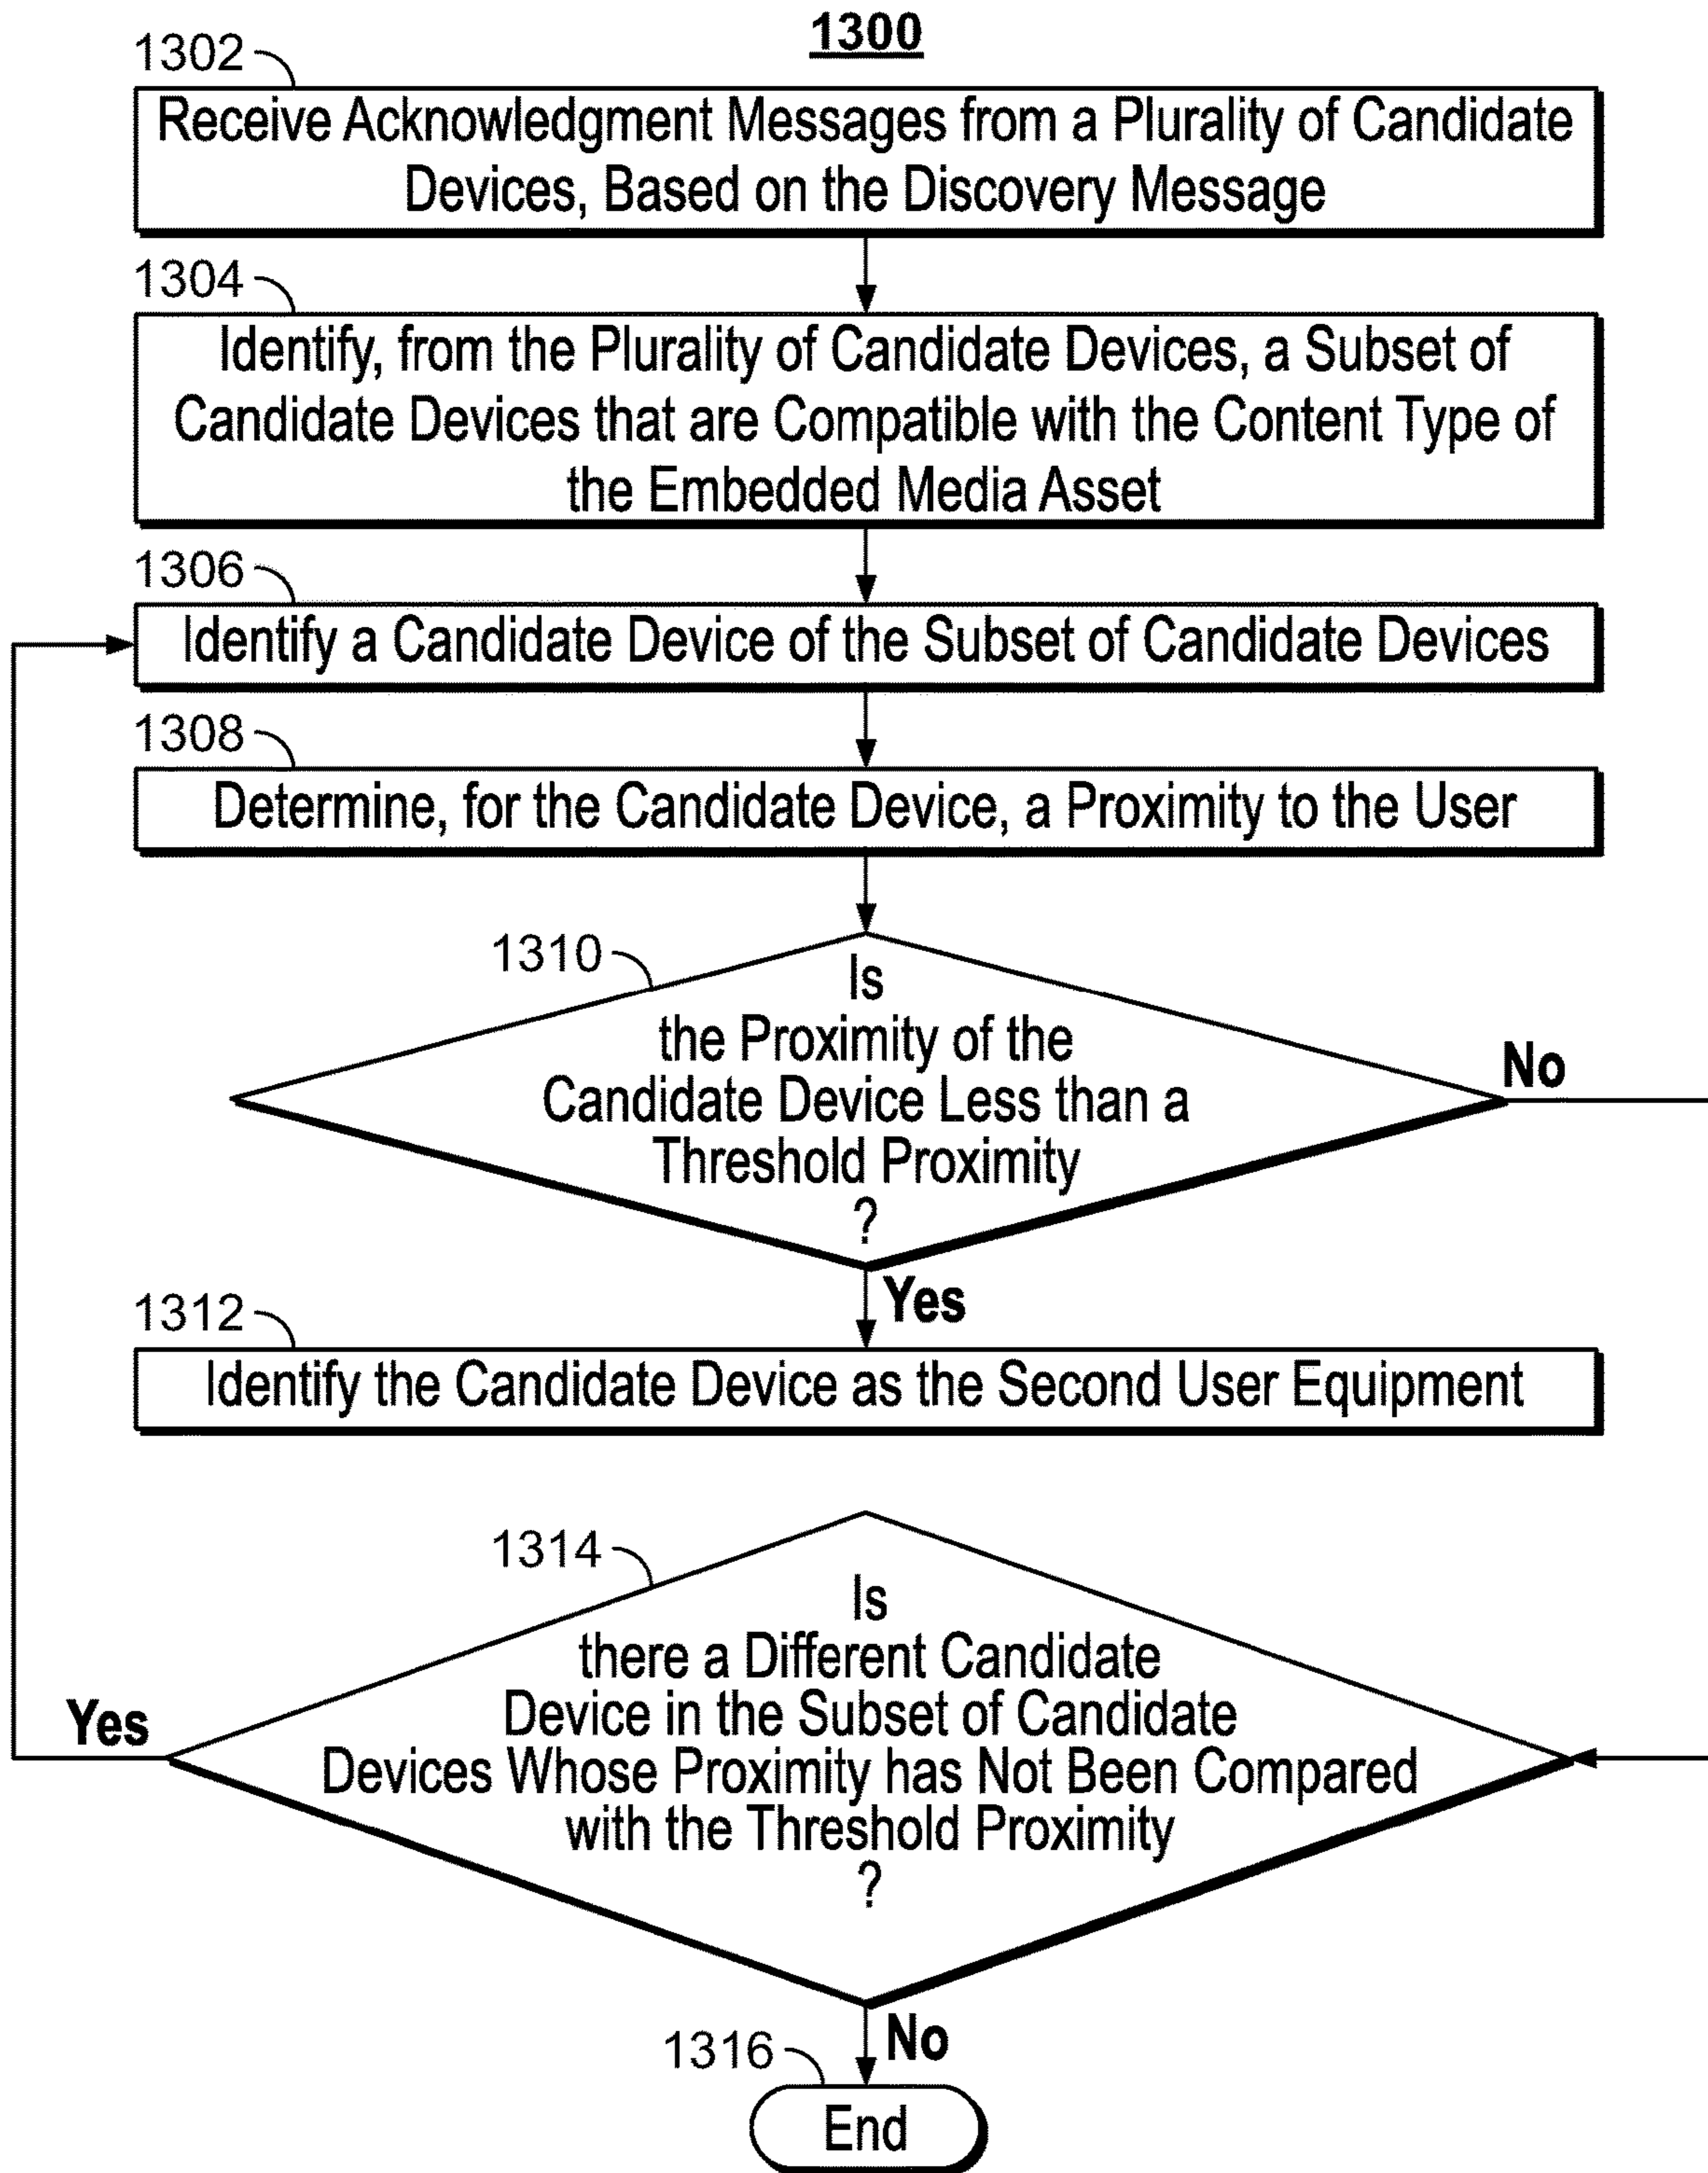 1300
1302
Receive Acknowledgment Messages from a Plurality of Candidate
Devices, Based on the Discovery Message
1304
Identify, from the Plurality of Candidate Devices, a Subset of
Candidate Devices that are Compatible with the Content Type of
the Embedded Media Asset
1306
Identify a Candidate Device of the Subset of Candidate Devices
1308
Determine, for the Candidate Device, a Proximity to the User
1310
Is
the Proximity of the
Candidate Device Less than a
Threshold Proximity
?
No
Yes
1312
Identify the Candidate Device as the Second User Equipment
1314
Is
there a Different Candidate
Device in the Subset of Candidate
Devices Whose Proximity has Not Been Compared
with the Threshold Proximity
?
Yes
No
1316
End